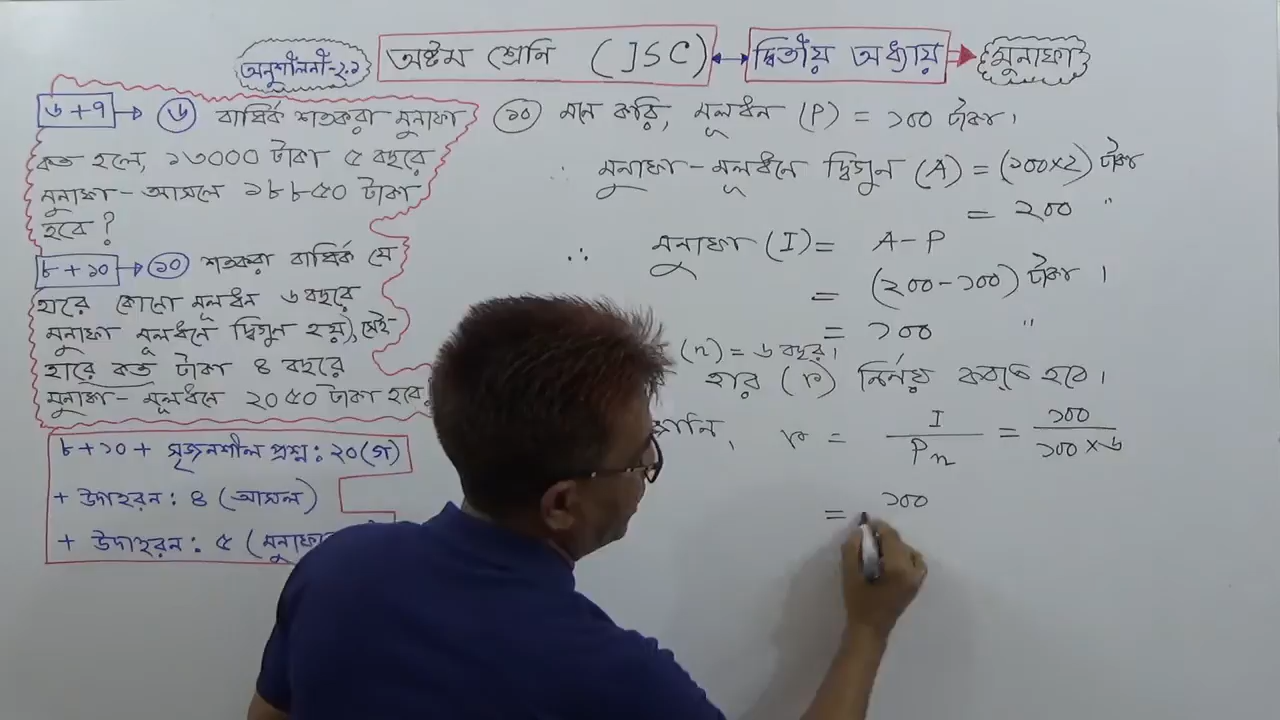 অনুশীলনী-২.১
অষ্টম শ্রেনি (JSC)
দ্বিতীয় অধ্যায়
মুনাফা
৬+৭ → ৬ বার্ষিক শতকরা মুনাফা
কত হলে, ১৩০০০ টাকা ৫ বছরে
মুনাফা-আসলে ১৮৮৫০ টাকা
হবে?
৮+১০ → ১০ শতকরা বার্ষিক যে
হারে কোনো মূলধন ৬ বছরে
মুনাফা মূলধনে দ্বিগুন হয়, সেই
হারে কত টাকা ৪ বছরে
মুনাফা-মূলধনে ২০৫০ টাকা হবে।
৮+১০+ সৃজনশীল প্রশ্ন: ২০(গ)
+ উদাহরন: ৪ (আসল)
+ উদাহরন: ৫ (মুনাফা
১০ মনে করি, মূলধন (P) = ১০০ টাকা।
∴ মুনাফা-মূলধনে দ্বিগুন (A) = (১০০×২) টাকা
= ২০০ "
∴ মুনাফা (I) = A-P
= (২০০-১০০) টাকা।
= ১০০ "
(n) = ৬ বছর।
হার (r) নির্নয় করতে হবে।
জানি, r = I/Pn = ১০০/১০০×৬
= ১০০